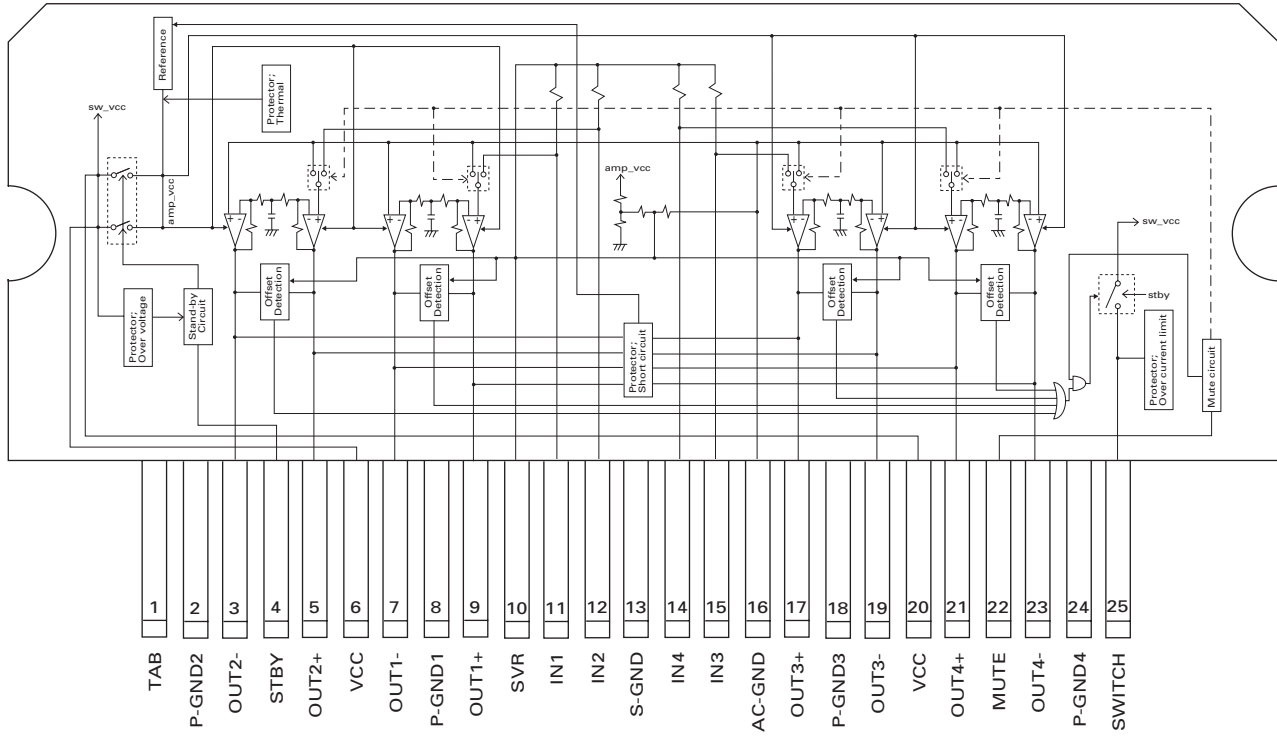 Reference
Protector;
Thermal
sw_vcc
amp_vcc
amp_vcc
sw_vcc
+ -
- +
+ -
- +
+ -
- +
+ -
- +
Offset
Detection
Offset
Detection
Offset
Detection
Offset
Detection
stby
Protector;
Over voltage
Stand-by
Circuit
Protector;
Short circuit
Protector;
Over current limit
Mute circuit
1
2
3
4
5
6
7
8
9
10
11
12
13
14
15
16
17
18
19
20
21
22
23
24
25
TAB
P-GND2
OUT2-
STBY
OUT2+
VCC
OUT1-
P-GND1
OUT1+
SVR
IN1
IN2
S-GND
IN4
IN3
AC-GND
OUT3+
P-GND3
OUT3-
VCC
OUT4+
MUTE
OUT4-
P-GND4
SWITCH